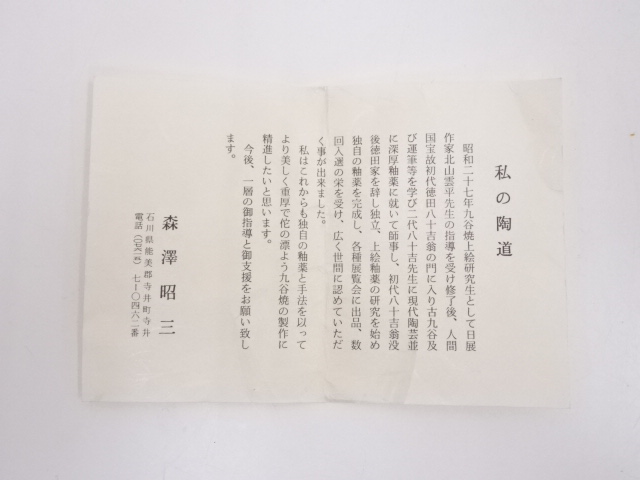 私の陶道
昭和二十七年九谷焼上絵研究生として日展
作家北山雲平先生の指導を受け修了後、人間
国宝故初代徳田八十吉翁の門に入り古九谷及
び運筆等を学び二代八十吉先生に現代陶芸並
に深厚釉薬に就いて師事し、初代八十吉翁没
後徳田家を辞し独立、上絵釉薬の研究を始め
独自の釉薬を完成し、各種展覧会に出品、数
回入選の栄を受け、広く世間に認めていただ
く事が出来ました。
私はこれからも独自の釉薬と手法を以って
より美しく重厚で佗の漂よう九谷焼の製作に
精進したいと思います。
今後、一層の御指導と御支援をお願い致し
ます。
森澤昭三
石川県能美郡寺井町寺井
電話 七ー〇四六二番